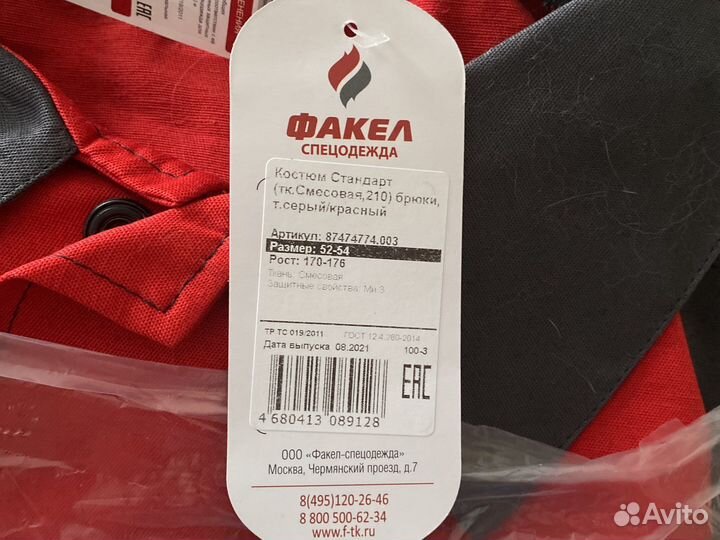 ФАКЕЛ
СПЕЦОДЕЖДА
Костюм Стандарт
(тк.Смесовая,210) брюки,
т.серый/красный
Артикул: 87474774.003
Размер: 52-54
Рост: 170-176
Ткань: Смесовая
Защитные свойства: Ми З
ТР ТС 019/2011 ГОСТ 12.4.280-2014
Дата выпуска 08.2021 100-3
EAC
4 680413 089128
ООО «Факел-спецодежда»
Москва, Чермянский проезд, д.7
8(495)120-26-46
8 800 500-62-34
www.f-tk.ru
Avito